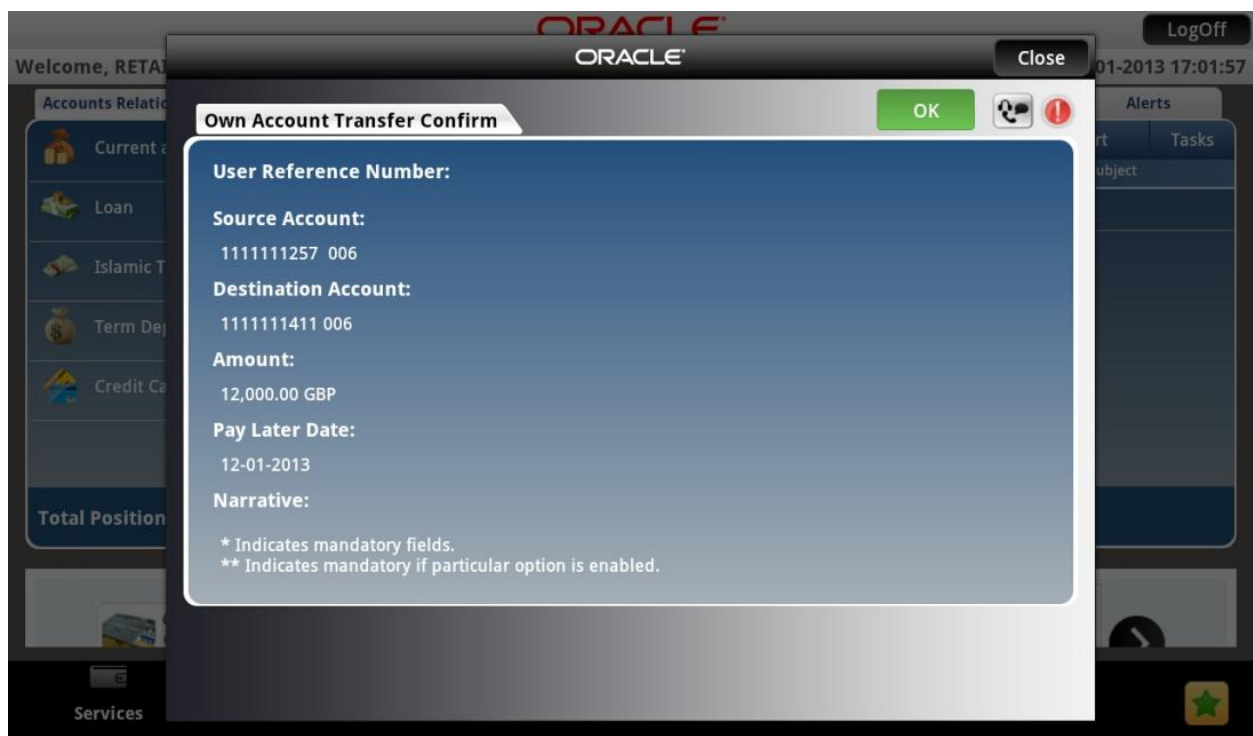 ORACLE
LogOff
Welcome, RETAI
01-2013 17:01:57
ORACLE
Close
Accounts Relatio
Alerts
Own Account Transfer Confirm
OK
rt
Tasks
ubject
Current a
Loan
Islamic T
Term Dep
Credit Ca
Total Position
User Reference Number:
Source Account:
1111111257 006
Destination Account:
1111111411 006
Amount:
12,000.00 GBP
Pay Later Date:
12-01-2013
Narrative:
* Indicates mandatory fields.
** Indicates mandatory if particular option is enabled.
Services